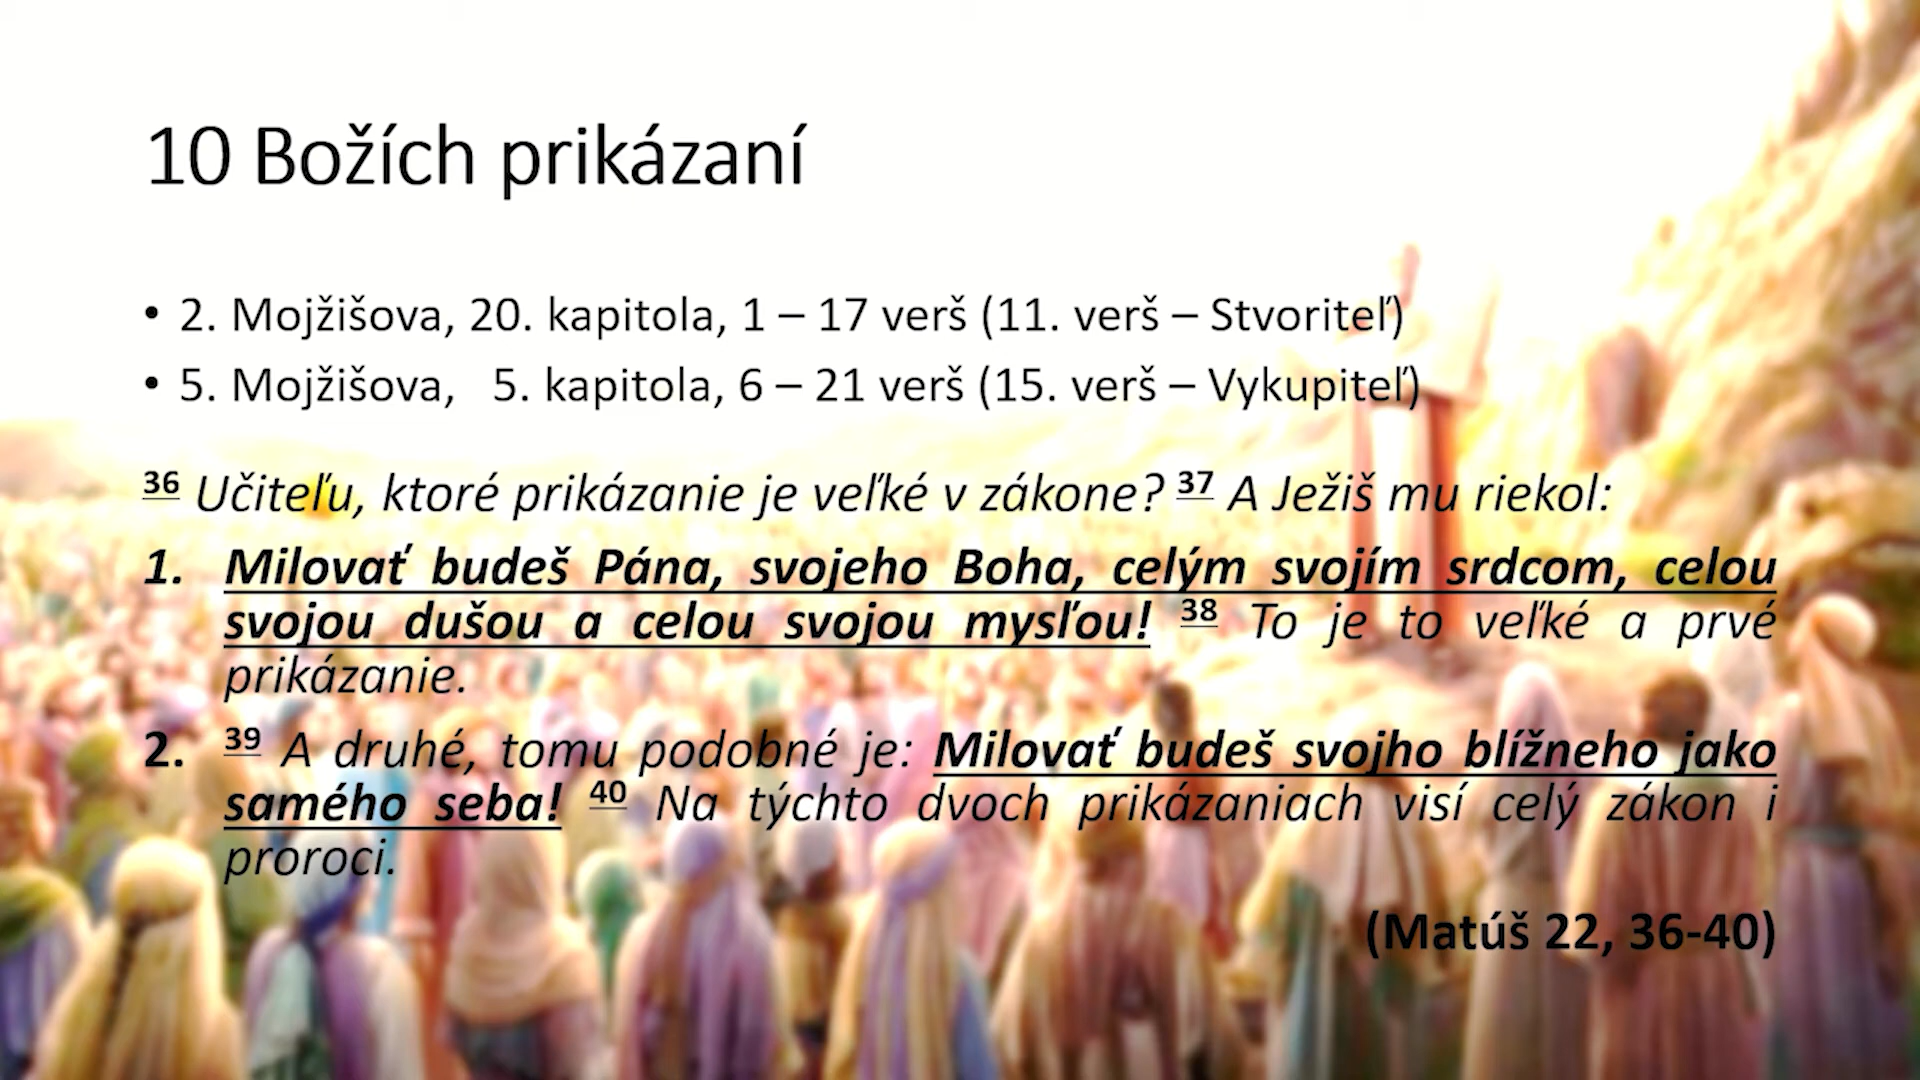 10 Božích prikázaní
• 2. Mojžišova, 20. kapitola, 1 – 17 verš (11. verš – Stvoriteľ)
• 5. Mojžišova, 5. kapitola, 6 – 21 verš (15. verš – Vykupiteľ)
36 Učiteľu, ktoré prikázanie je veľké v zákone? 37 A Ježiš mu riekol:
1. Milovať budeš Pána, svojeho Boha, celým svojím srdcom, celou
svojou dušou a celou svojou mysľou! 38 To je to veľké a prvé
prikázanie.
2. 39 A druhé, tomu podobné je: Milovať budeš svojho blížneho jako
samého seba! 40 Na týchto dvoch prikázaniach visí celý zákon i
proroci.
(Matúš 22, 36-40)